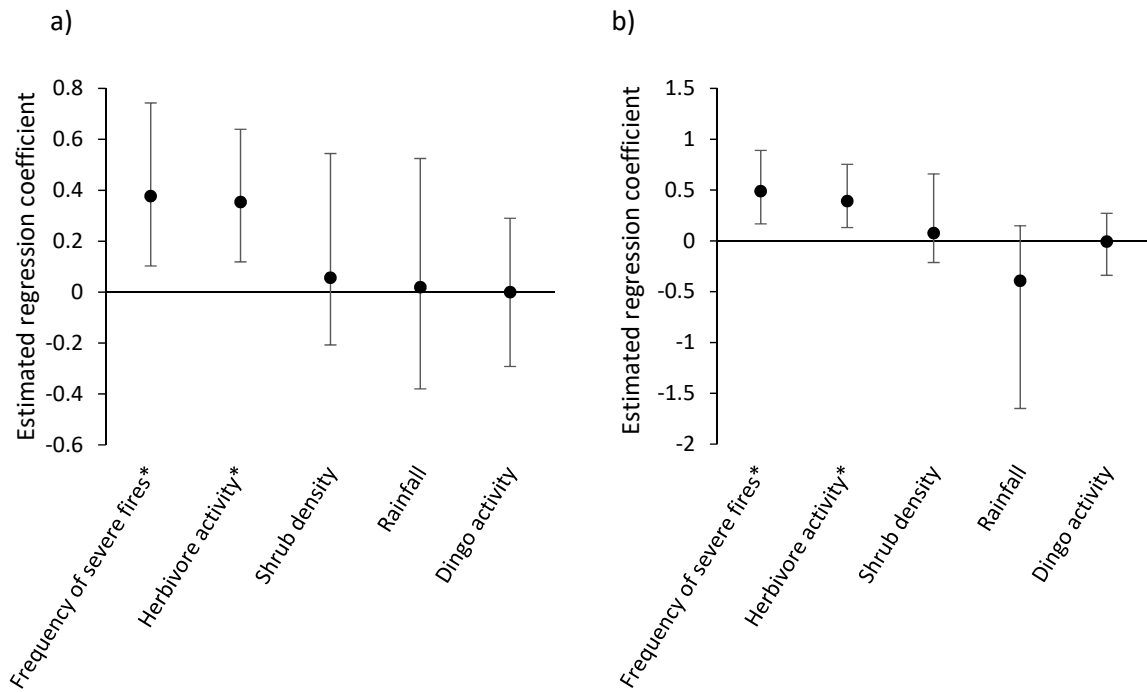 a)
Estimated regression coefficient
0.8
0.6
0.4
0.2
0
-0.2
-0.4
-0.6
Frequency of severe fires*
Herbivore activity*
Shrub density
Rainfall
Dingo activity
b)
Estimated regression coefficient
1.5
1
0.5
0
-0.5
-1
-1.5
-2
Frequency of severe fires*
Herbivore activity*
Shrub density
Rainfall
Dingo activity